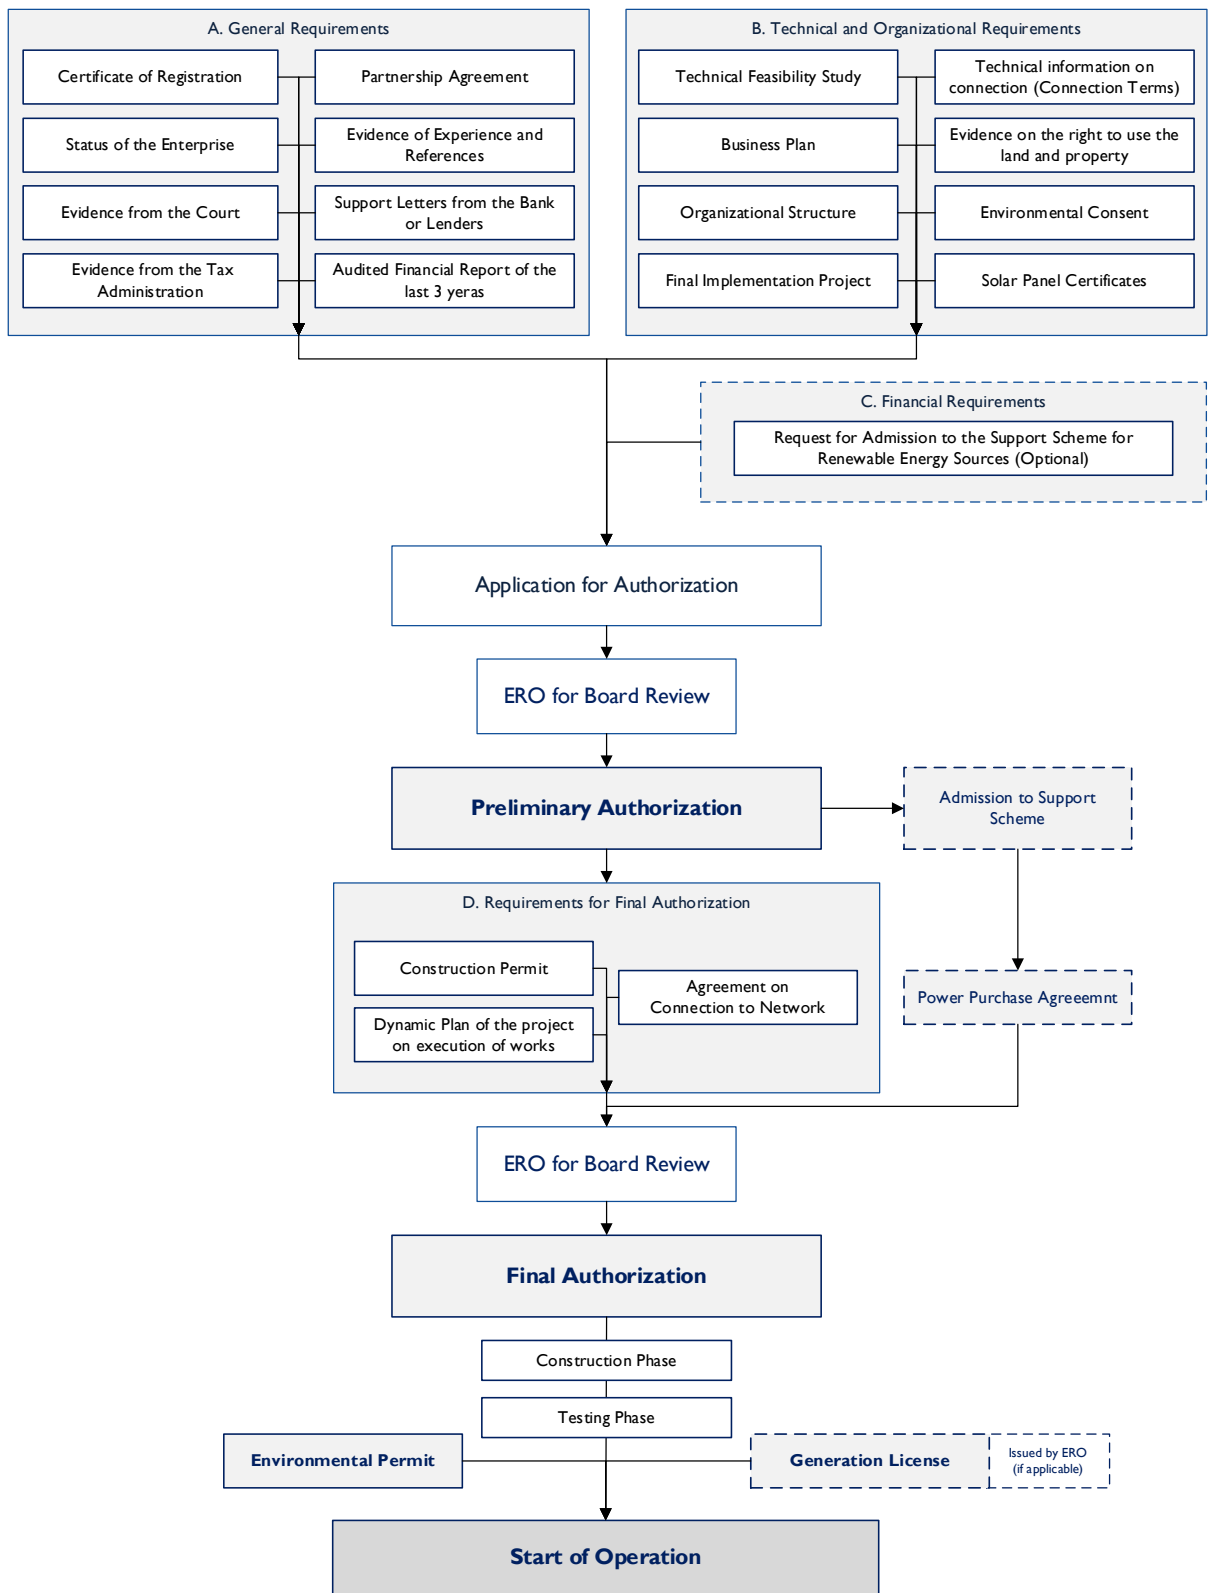 A. General Requirements
Certificate of Registration
Partnership Agreement
Status of the Enterprise
Evidence of Experience and
References
Evidence from the Court
Support Letters from the Bank
or Lenders
Evidence from the Tax
Administration
Audited Financial Report of the
last 3 yeras
B. Technical and Organizational Requirements
Technical Feasibility Study
Technical information on
connection (Connection Terms)
Business Plan
Evidence on the right to use the
land and property
Organizational Structure
Environmental Consent
Final Implementation Project
Solar Panel Certificates
C. Financial Requirements
Request for Admission to the Support Scheme for
Renewable Energy Sources (Optional)
Application for Authorization
ERO for Board Review
Preliminary Authorization
Admission to Support
Scheme
D. Requirements for Final Authorization
Construction Permit
Agreement on
Connection to Network
Dynamic Plan of the project
on execution of works
Power Purchase Agreeemnt
ERO for Board Review
Final Authorization
Construction Phase
Testing Phase
Environmental Permit
Generation License
Issued by ERO
(if applicable)
Start of Operation